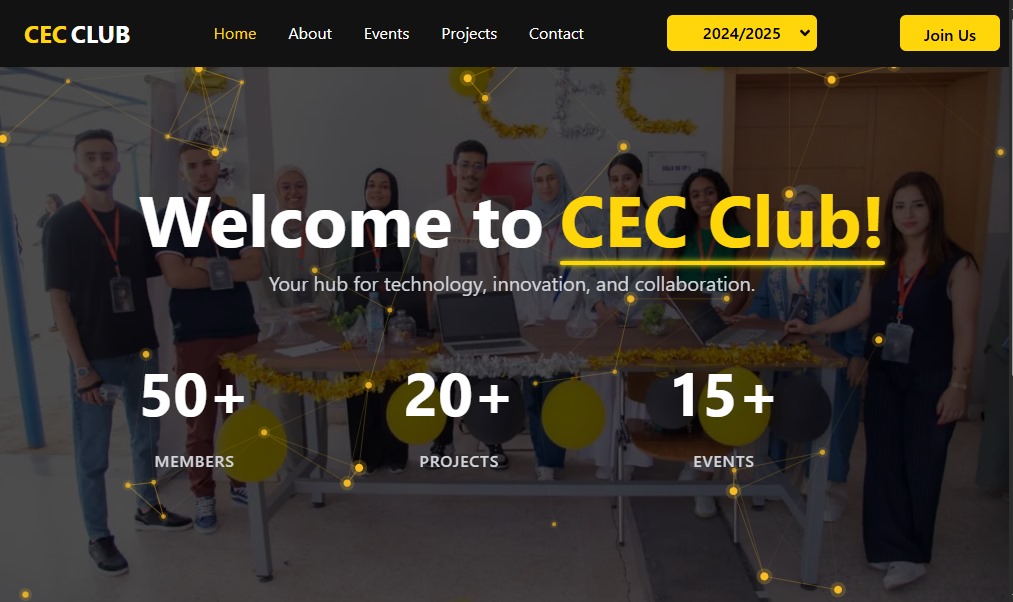 CEC CLUB
Home
About
Events
Projects
Contact
2024/2025
Join Us
Welcome to CEC Club!
Your hub for technology, innovation, and collaboration.
50+
20+
15+
MEMBERS
PROJECTS
EVENTS